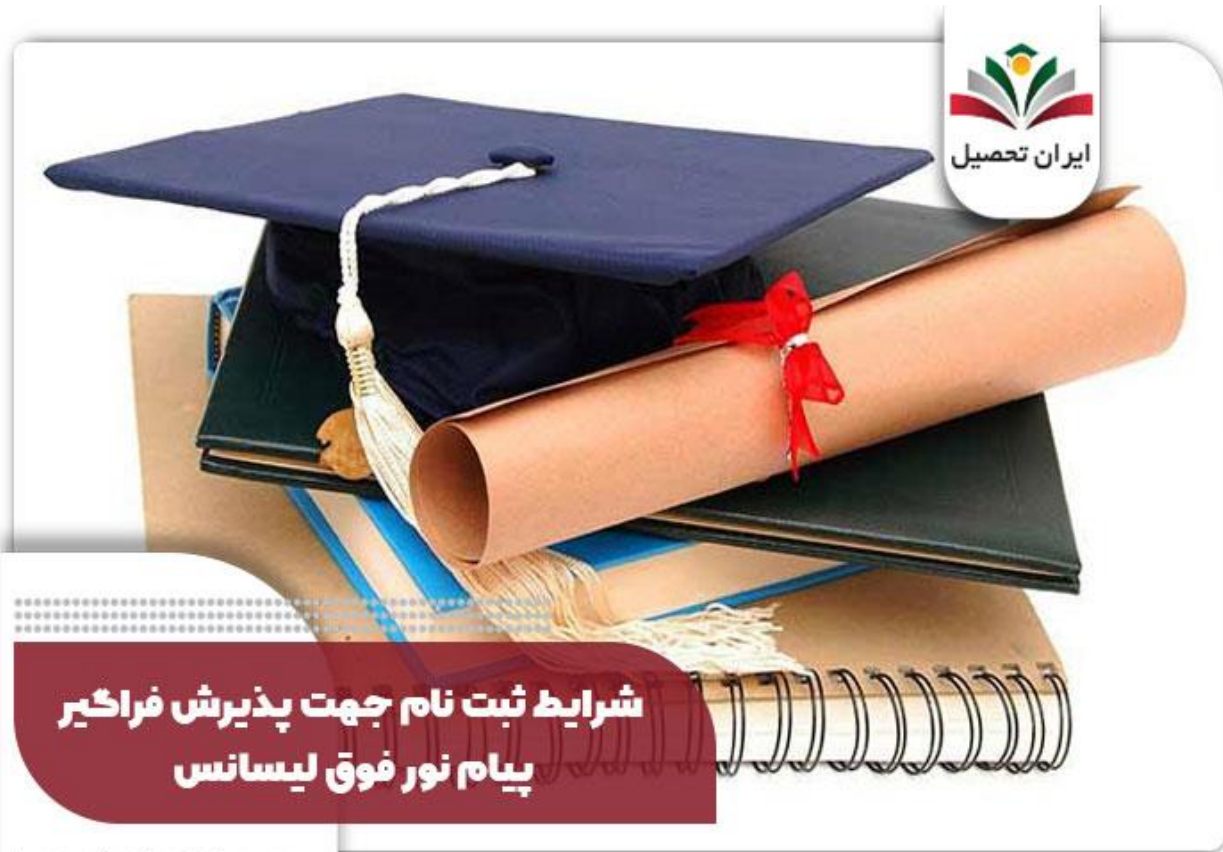 ایران تحصیل
شرایط ثبت نام جهت پذیرش فراگیر
پیام نور فوق لیسانس